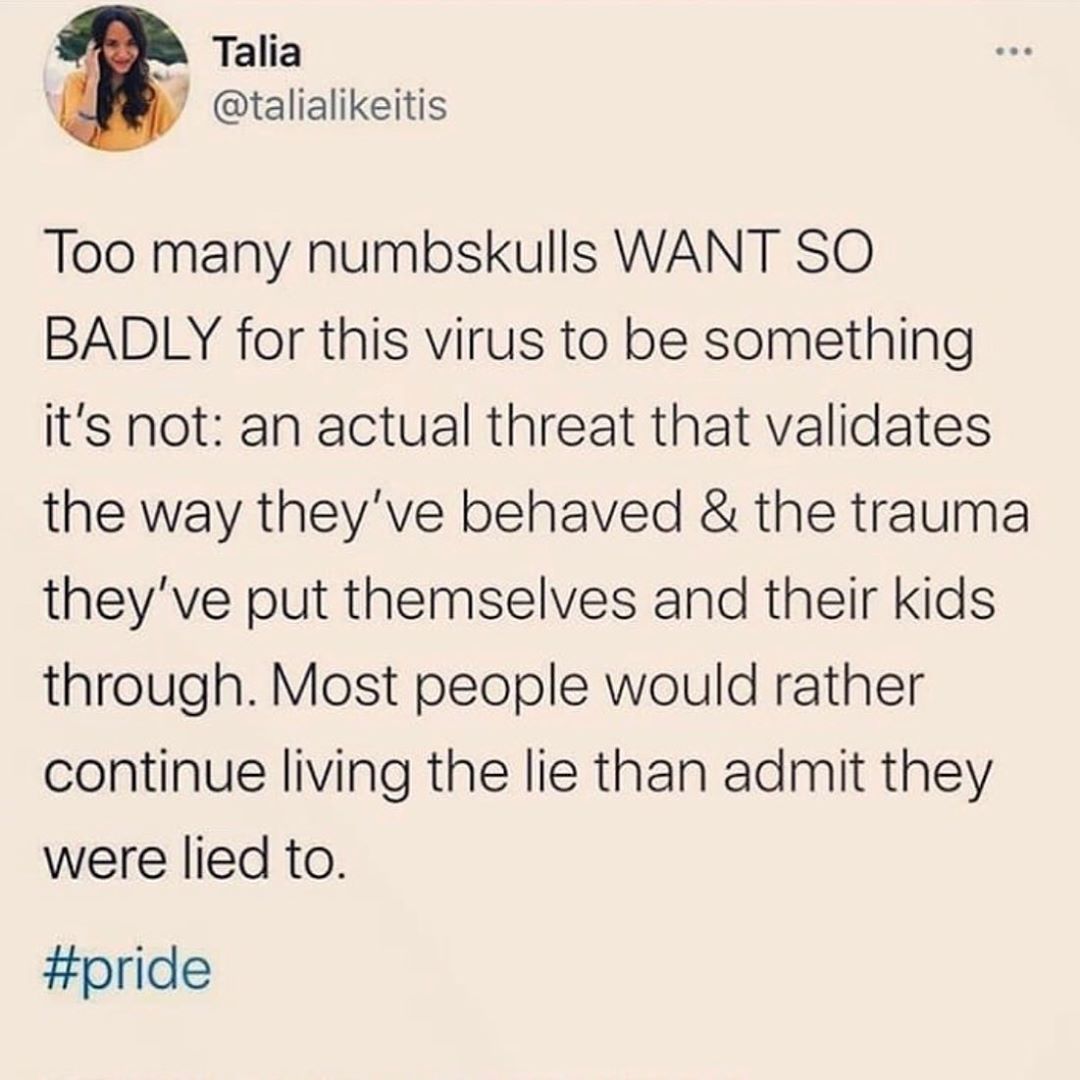 Talia
@talialikeitis
Too many numbskulls WANT SO
BADLY for this virus to be something
it's not: an actual threat that validates
the way they've behaved & the trauma
they've put themselves and their kids
through. Most people would rather
continue living the lie than admit they
were lied to.
#pride